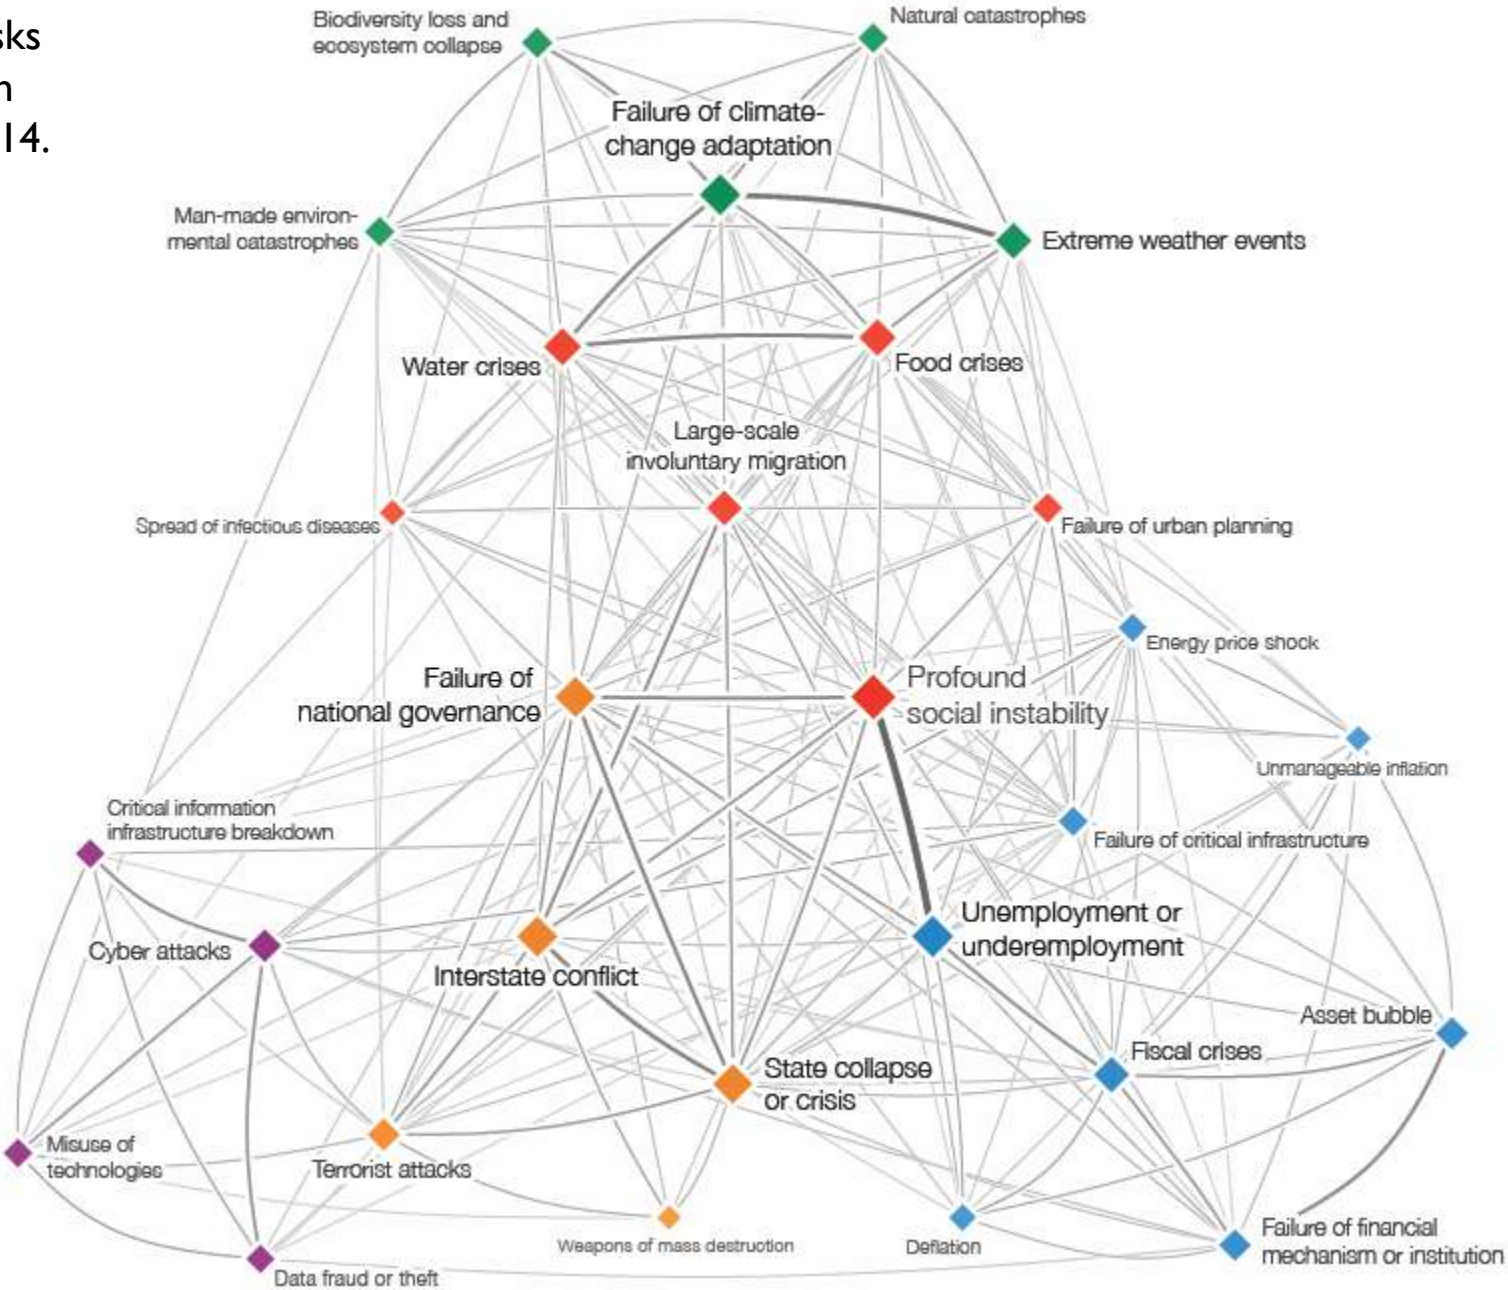 sks
n
14.
Biodiversity loss and
ecosystem collapse
Natural catastrophes
Failure of climate-
change adaptation
Man-made environ-
mental catastrophes
Extreme weather events
Water crises
Food crises
Large-scale
involuntary migration
Spread of infectious diseases
Failure of urban planning
Energy price shock
Failure of
national governance
Profound
social instability
Unmanageable inflation
Critical information
infrastructure breakdown
Failure of critical infrastructure
Cyber attacks
Interstate conflict
Unemployment or
underemployment
Asset bubble
Fiscal crises
State collapse
or crisis
Misuse of
technologies
Terrorist attacks
Weapons of mass destruction
Deflation
Failure of financial
mechanism or institution
Data fraud or theft